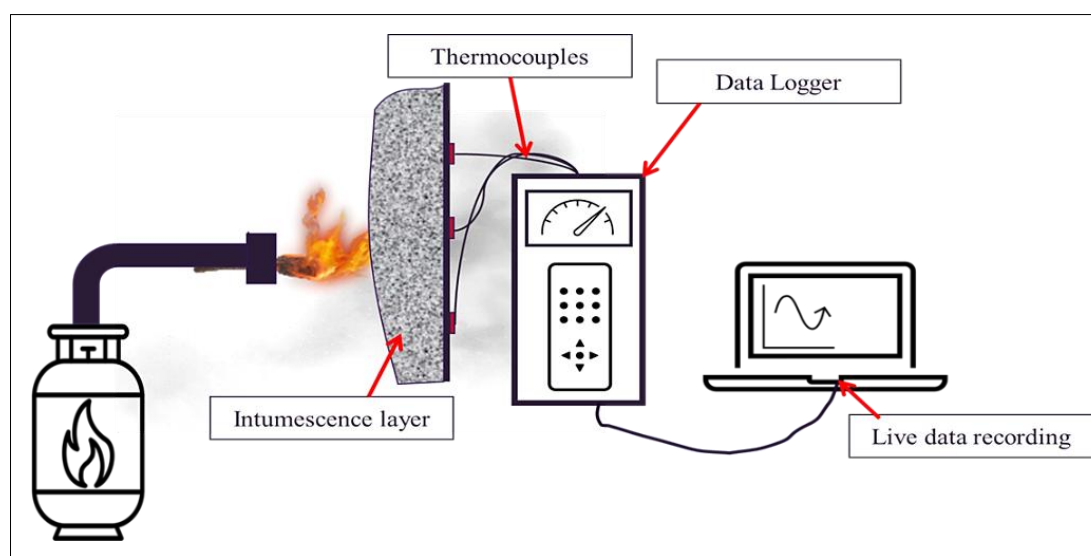 Thermocouples
Data Logger
Intumescence layer
Live data recording